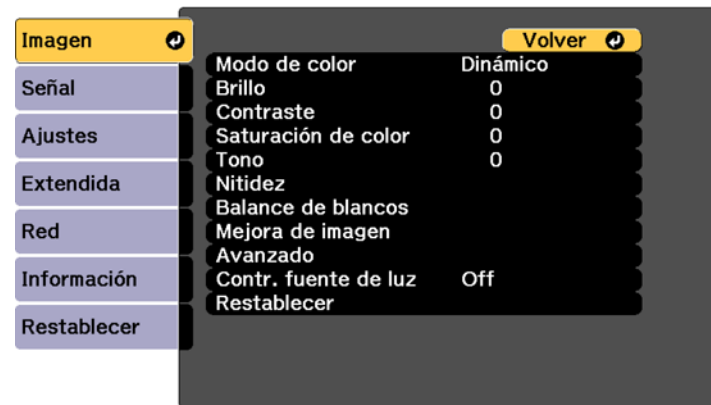 Imagen
Señal
Ajustes
Extendida
Red
Información
Restablecer
Volver
Modo de color Dinámico
Brillo 0
Contraste 0
Saturación de color 0
Tono 0
Nitidez
Balance de blancos
Mejora de imagen
Avanzado
Contr. fuente de luz Off
Restablecer